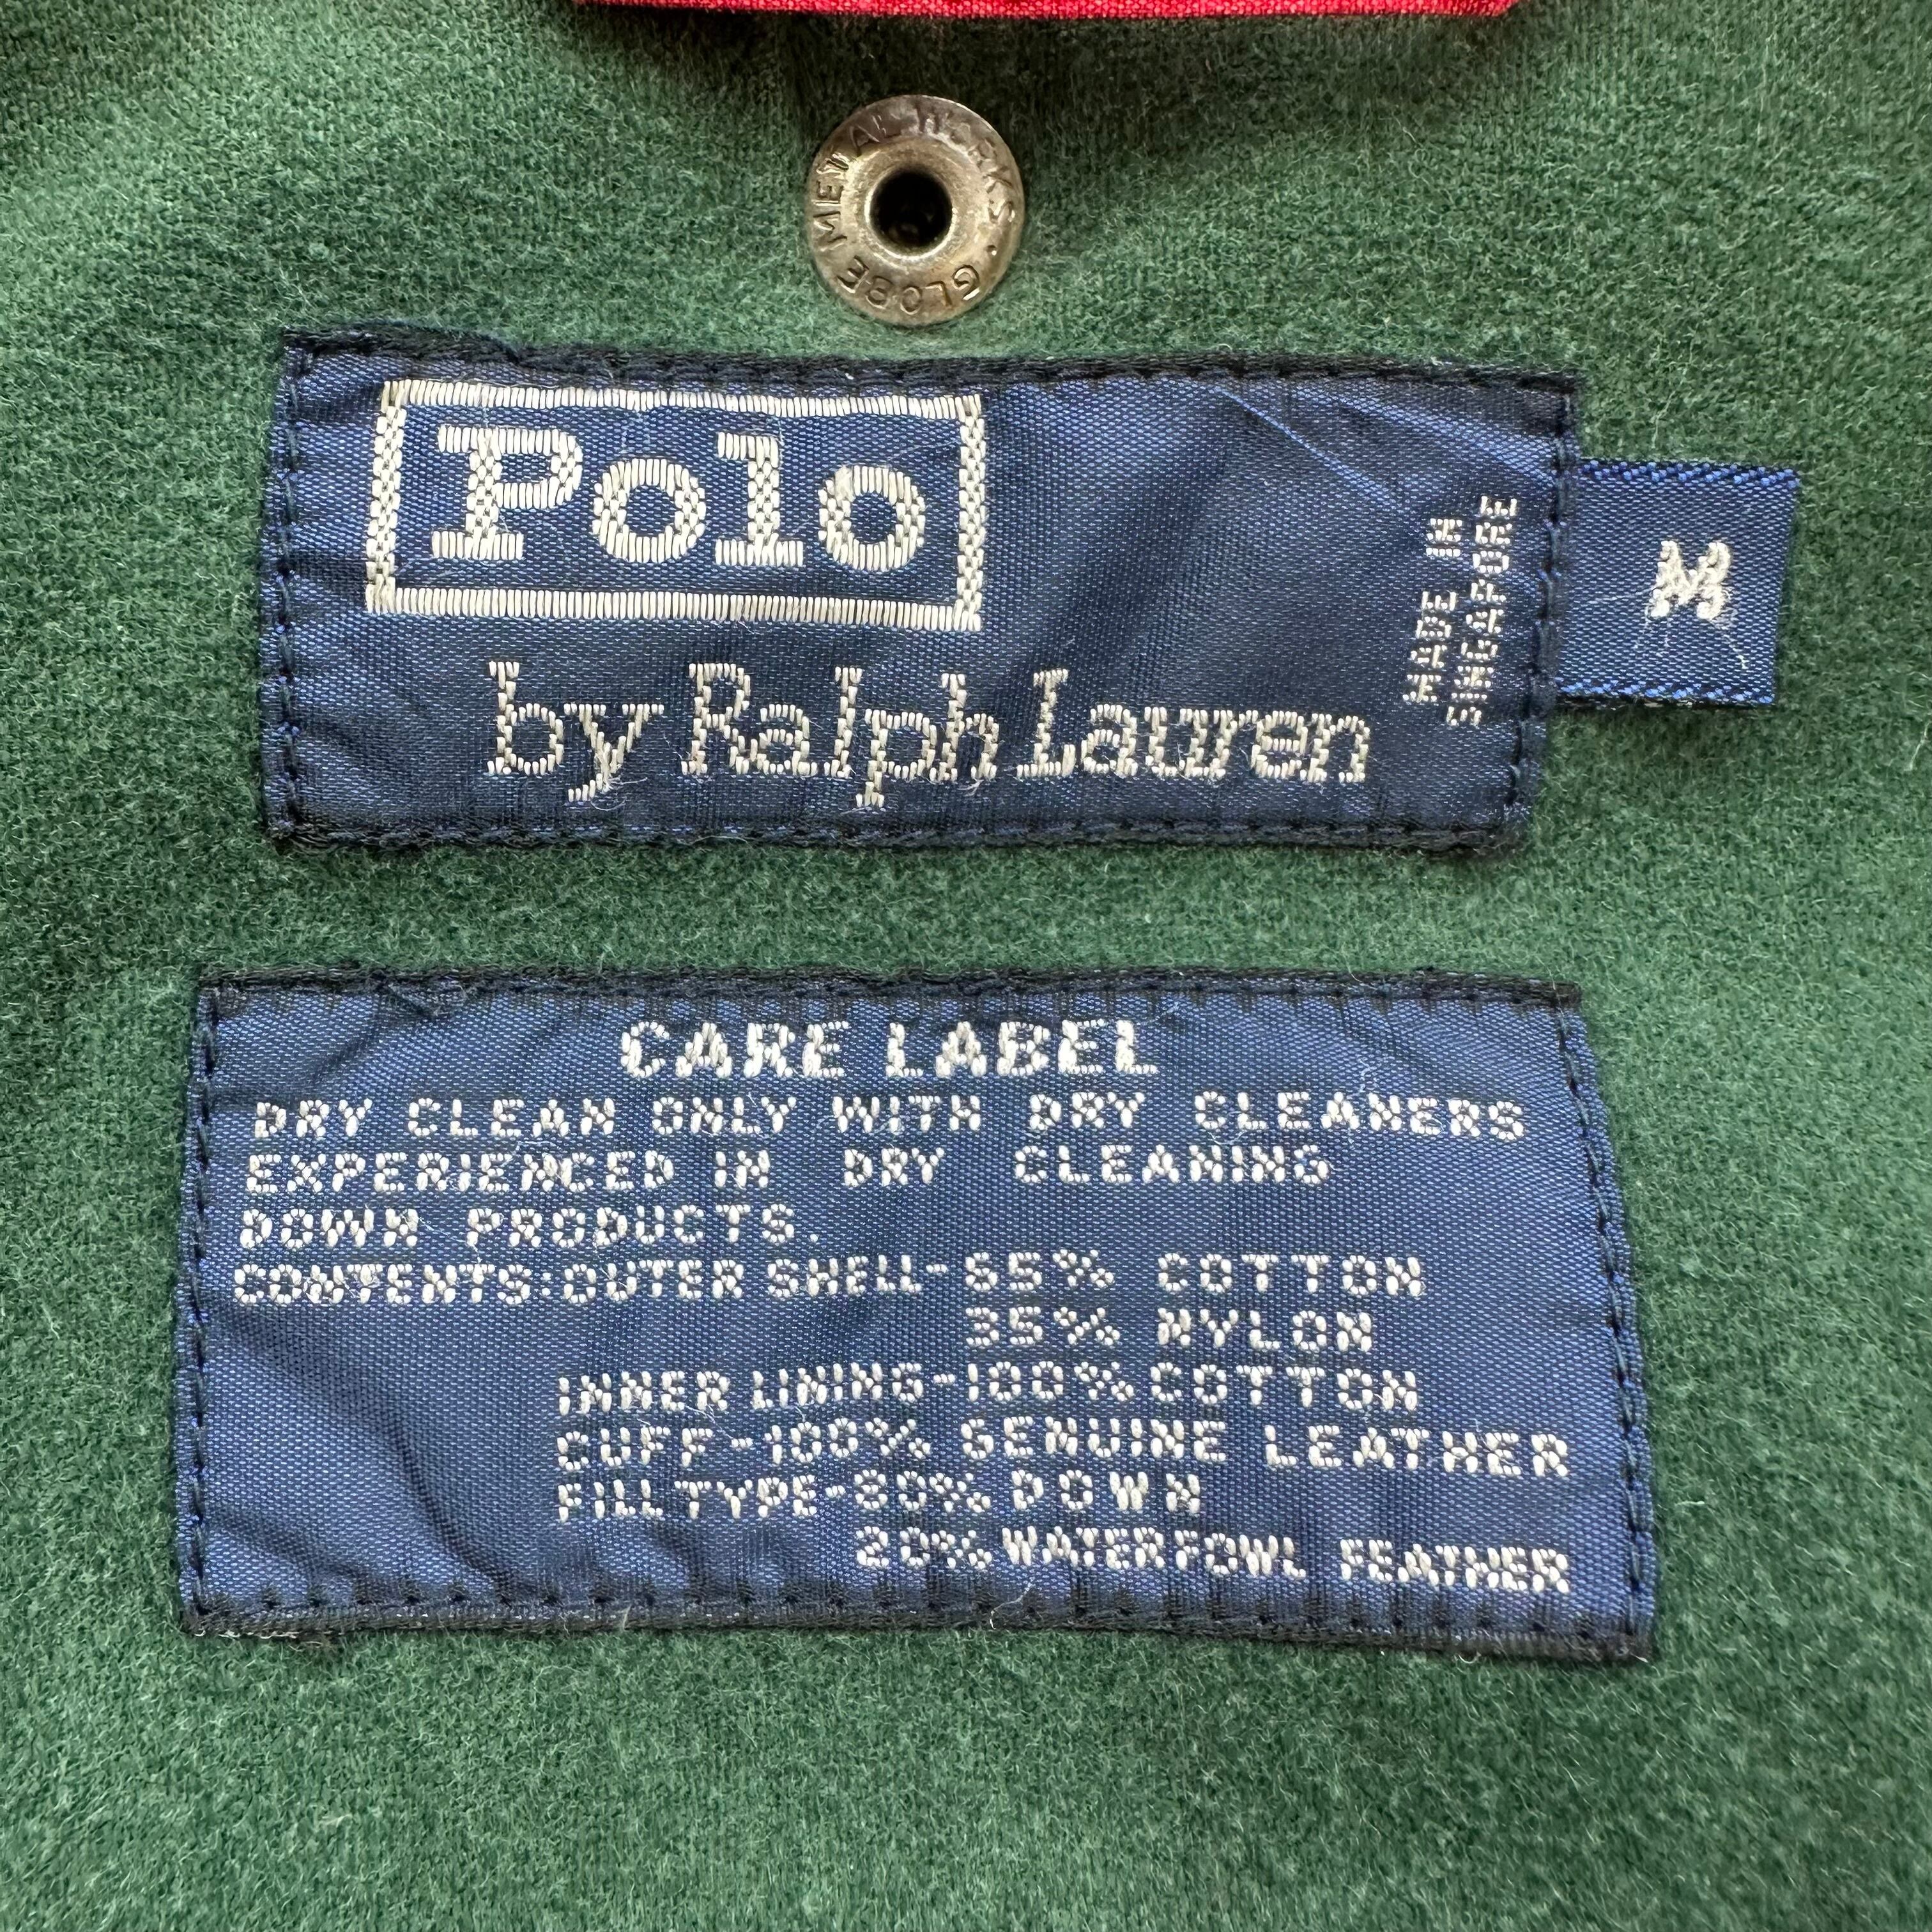 GLOBE METAL WORKS.
Polo
by Ralph Lauren
MADE IN
SINGAPORE
M
CARE LABEL
DRY CLEAN ONLY WITH DRY CLEANERS
EXPERIENCED IN DRY CLEANING
DOWN PRODUCTS.
CONTENTS:OUTER SHELL-65% COTTON
35% NYLON
INNER LINING-100% COTTON
CUFF-100% GENUINE LEATHER
FILLTYPE-80% DOWN
20% WATERFOWL FEATHER